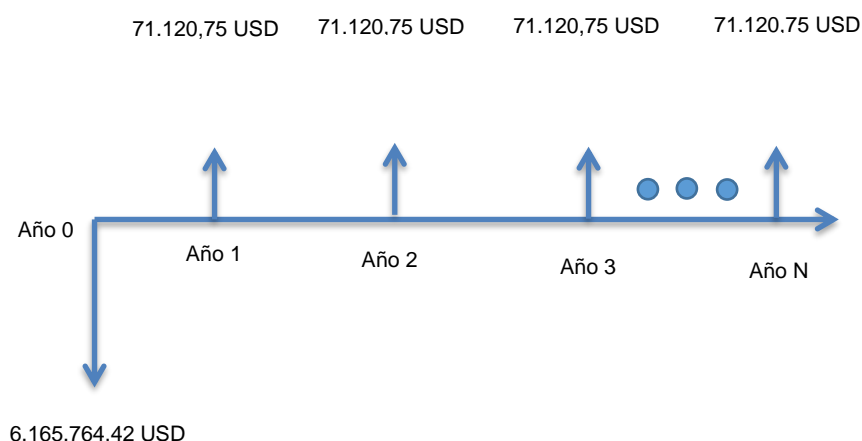 71.120,75 USD 71.120,75 USD 71.120,75 USD 71.120,75 USD
Año 0
Año 1 Año 2 Año 3 Año N
6.165.764,42 USD